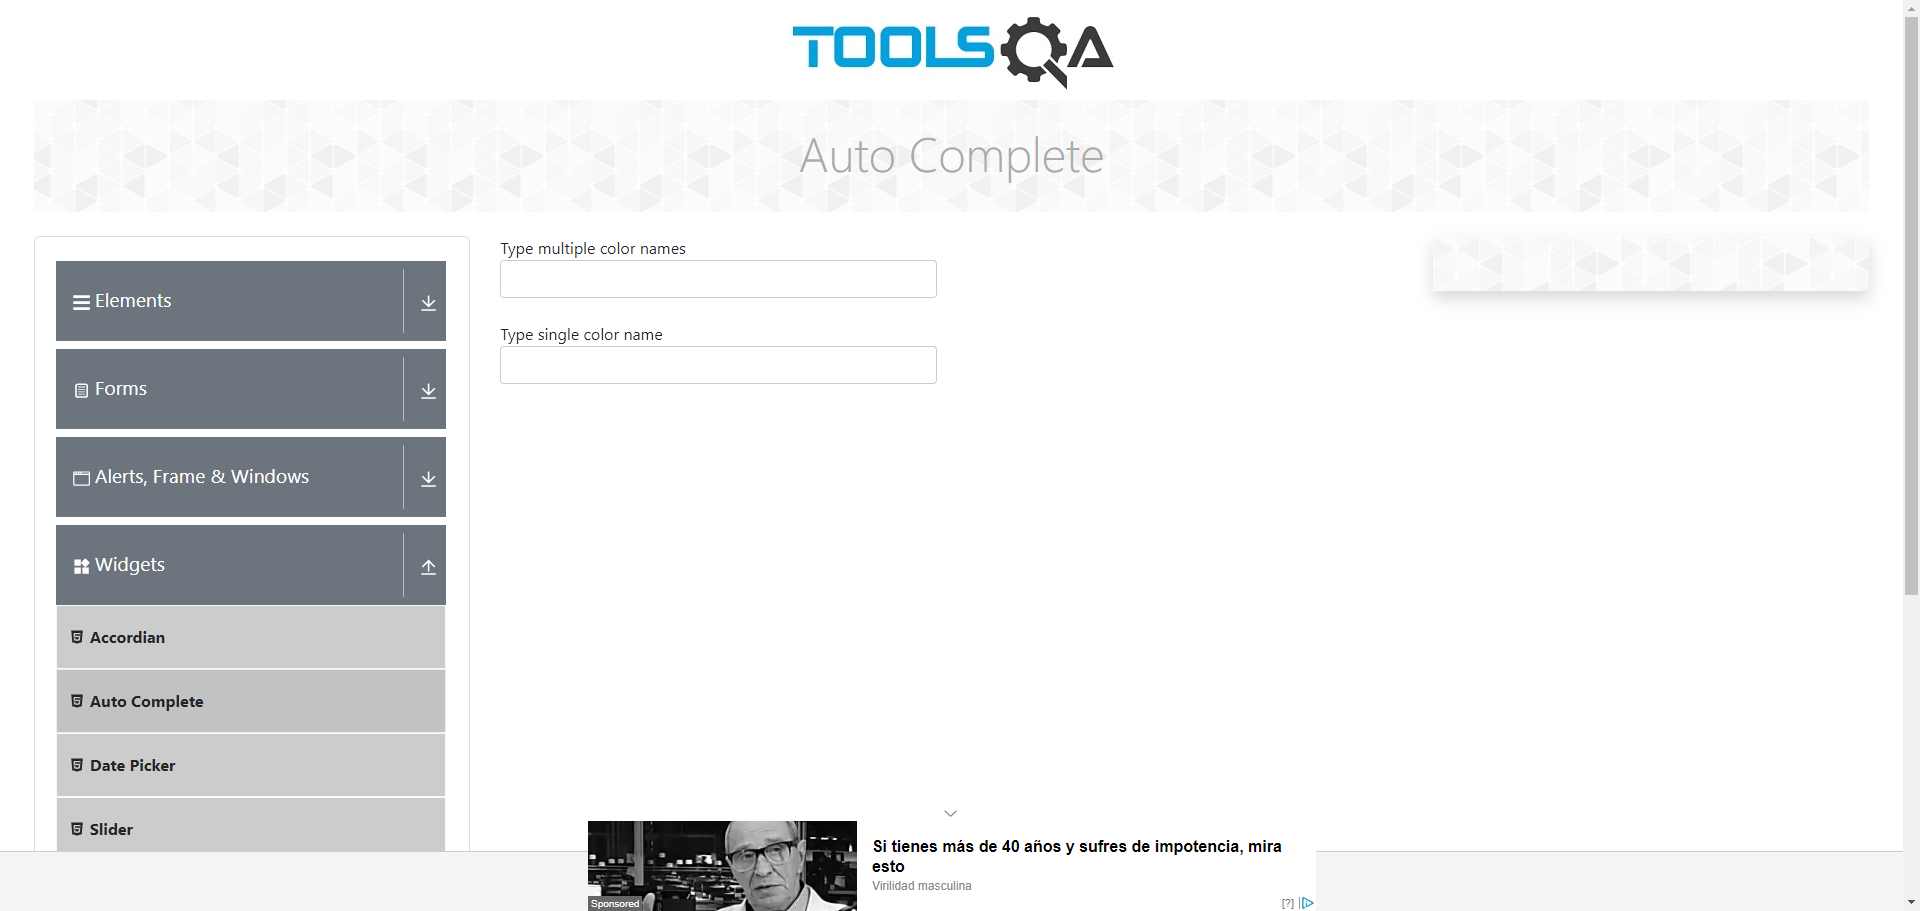 TOOLSQA
Auto Complete
Elements
Forms
Alerts, Frame & Windows
Widgets
Accordian
Auto Complete
Date Picker
Slider
Type multiple color names
Type single color name
Si tienes más de 40 años y sufres de impotencia, mira
esto
Virilidad masculina
Sponsored
[?]